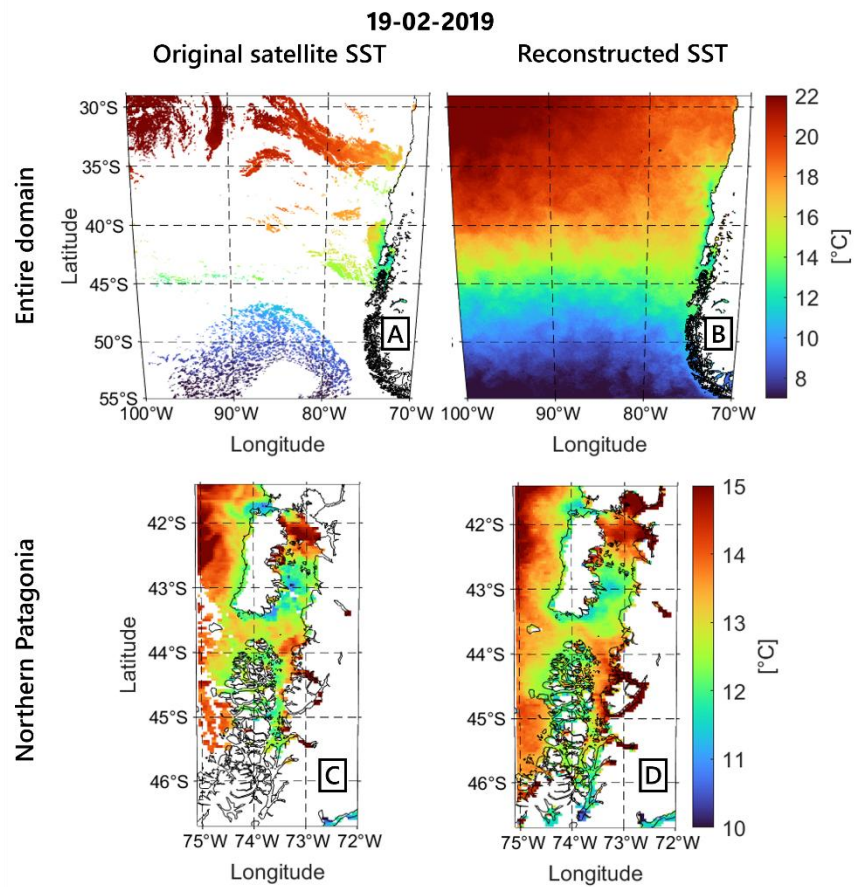 19-02-2019
Original satellite SST
Reconstructed SST
Entire domain
Latitude
30°S
35°S
40°S
45°S
50°S
55°S
A
B
100°W
90°W
80°W
70°W
100°W
90°W
80°W
70°W
Longitude
Longitude
22
20
18
16
14
12
10
8
[°C]
Northern Patagonia
Latitude
42°S
43°S
44°S
45°S
46°S
C
75°W
74°W
73°W
72°W
Longitude
42°S
43°S
44°S
45°S
46°S
D
75°W
74°W
73°W
72°W
Longitude
15
14
13
12
11
10
[°C]